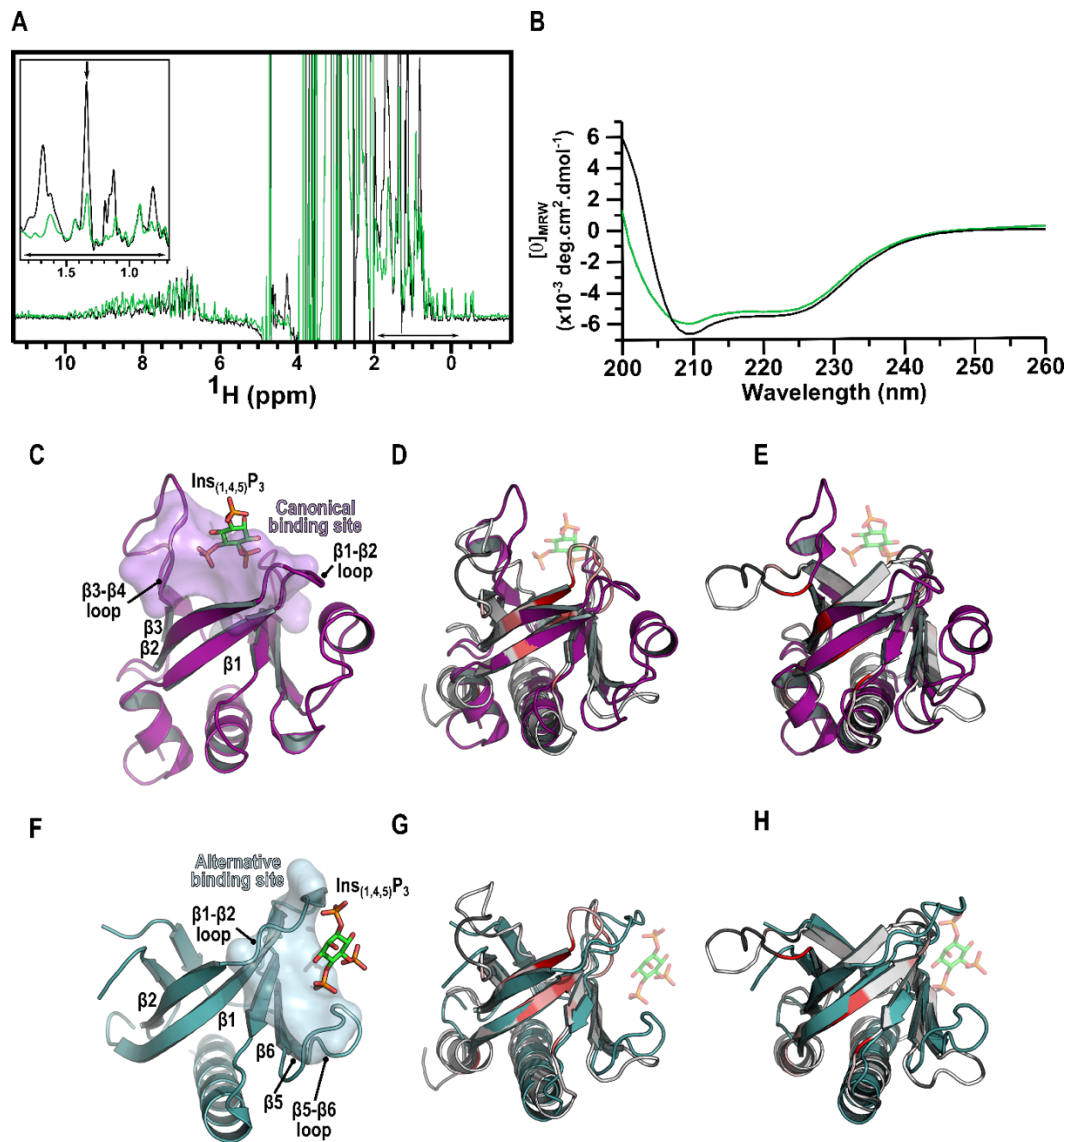 A
1.5
1.0
10
8
6
4
2
0
¹H (ppm)
B
6
4
2
0
-2
-4
-6
[θ]MRW
(x10⁻³ deg.cm².dmol⁻¹)
200
210
220
230
240
250
260
Wavelength (nm)
C
Ins(1,4,5)P3
Canonical
binding site
β1-β2
loop
β3-β4
loop
β3
β2
β1
D
E
F
Alternative
binding site
Ins(1,4,5)P3
β1-β2
loop
β2
β1
β6
β5
β5-β6
loop
G
H